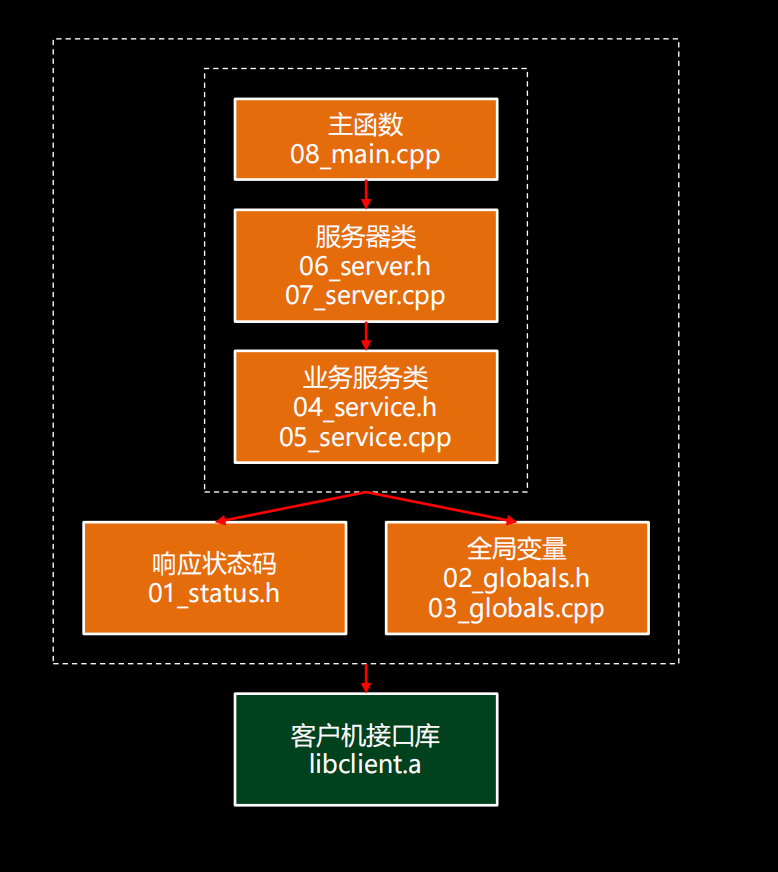 主函数
08_main.cpp
服务器类
06_server.h
07_server.cpp
业务服务类
04_service.h
05_service.cpp
响应状态码
01_status.h
全局变量
02_globals.h
03_globals.cpp
客户机接口库
libclient.a